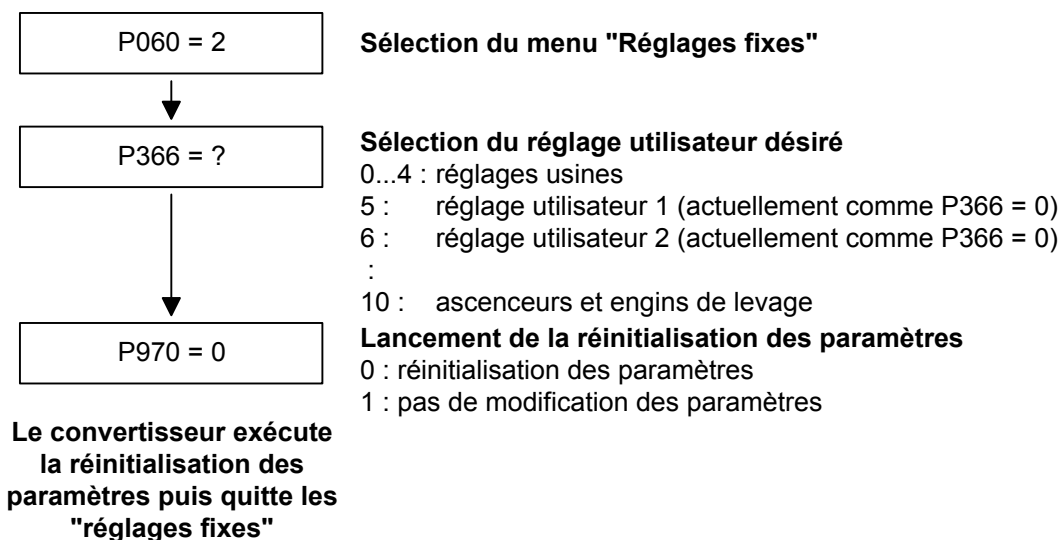 P060 = 2
Sélection du menu "Réglages fixes"
P366 = ?
Sélection du réglage utilisateur désiré
0...4 : réglages usines
5 : réglage utilisateur 1 (actuellement comme P366 = 0)
6 : réglage utilisateur 2 (actuellement comme P366 = 0)
:
10 : ascenceurs et engins de levage
P970 = 0
Lancement de la réinitialisation des paramètres
0 : réinitialisation des paramètres
1 : pas de modification des paramètres
Le convertisseur exécute
la réinitialisation des
paramètres puis quitte les
"réglages fixes"